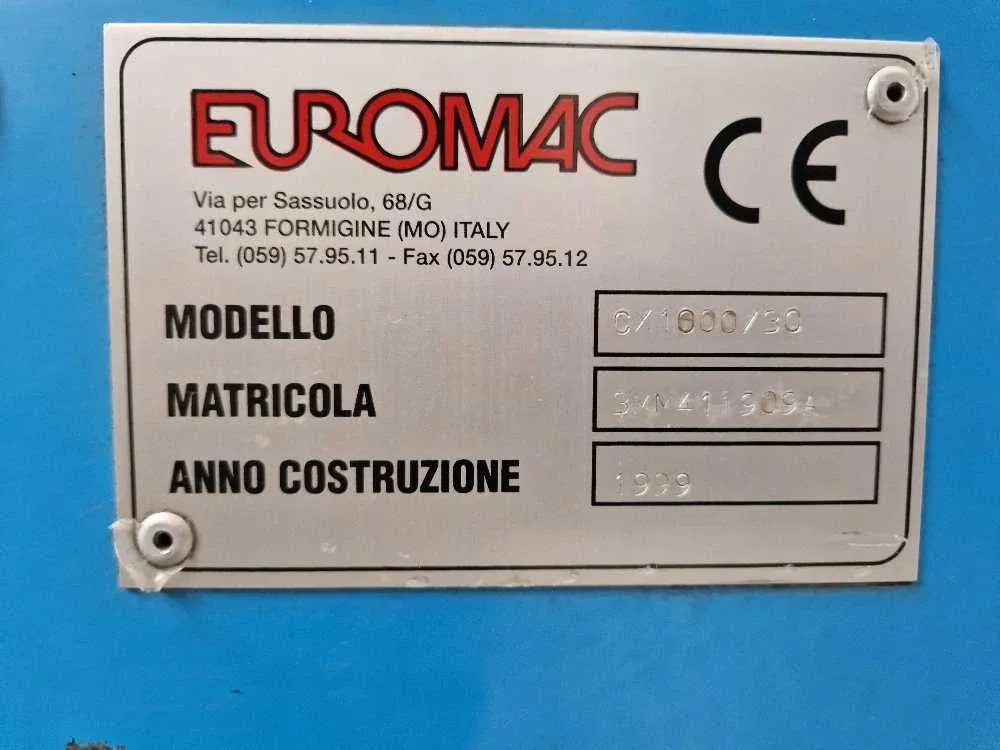 EUROMAC
CE
Via per Sassuolo, 68/G
41043 FORMIGINE (MO) ITALY
Tel. (059) 57.95.11 - Fax (059) 57.95.12
MODELLO
MATRICOLA
ANNO COSTRUZIONE 1999